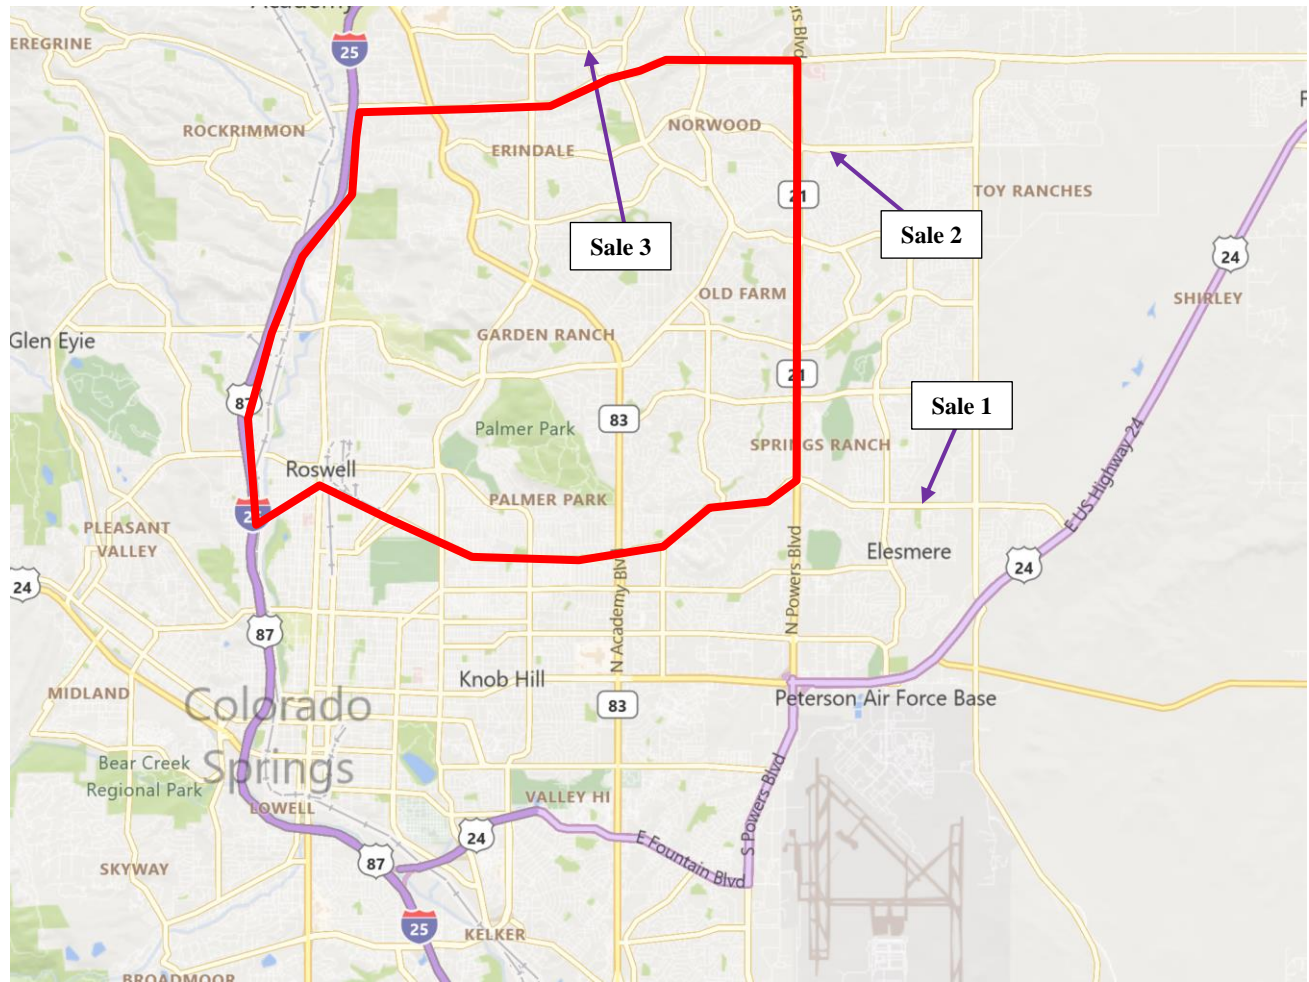 Academy
EREGRINE
25
ers Blvd
ROCKRIMMON
NORWOOD
ERINDALE
TOY RANCHES
21
Sale 3
Sale 2
24
SHIRLEY
OLD FARM
GARDEN RANCH
Glen Eyie
21
87
Sale 1
83
Palmer Park
SPRINGS RANCH
E US Highway 24
Roswell
PALMER PARK
PLEASANT
VALLEY
Elesmere
24
24
N Academy Blvd
N Powers Blvd
87
Knob Hill
MIDLAND
83
Peterson Air Force Base
Colorado
Springs
Bear Creek
Regional Park
LOWELL
VALLEY HI
S Powers Blvd
24
E Fountain Blvd
87
SKYWAY
25
KELKER
BROADMOOR